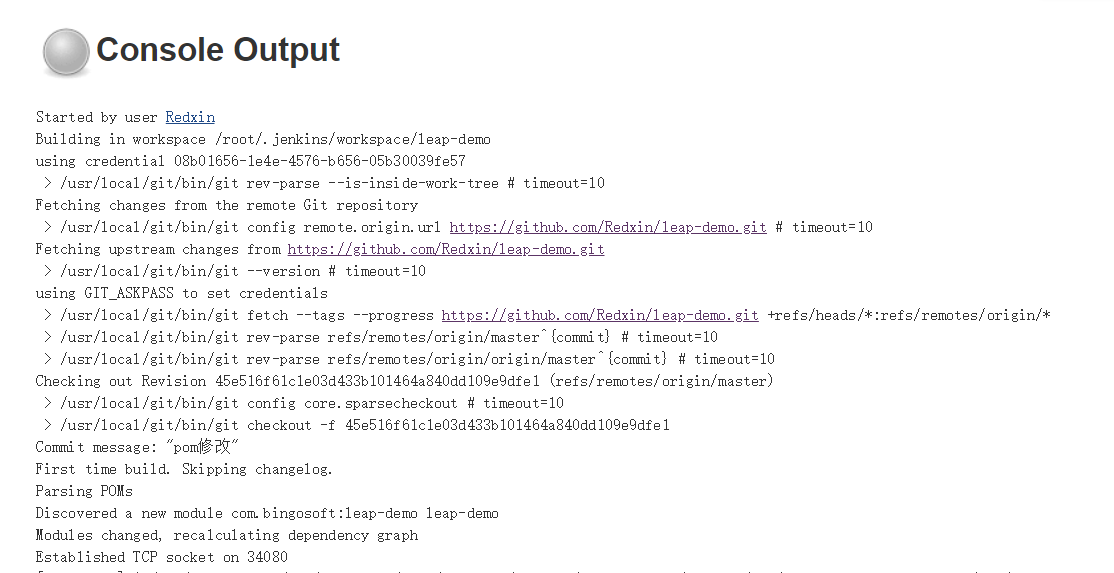 Console Output
Started by user Redxin
Building in workspace /root/.jenkins/workspace/leap-demo
using credential 08b01656-1e4e-4576-b656-05b30039fe57
> /usr/local/git/bin/git rev-parse --is-inside-work-tree # timeout=10
Fetching changes from the remote Git repository
> /usr/local/git/bin/git config remote.origin.url https://github.com/Redxin/leap-demo.git # timeout=10
Fetching upstream changes from https://github.com/Redxin/leap-demo.git
> /usr/local/git/bin/git --version # timeout=10
using GIT_ASKPASS to set credentials
> /usr/local/git/bin/git fetch --tags --progress https://github.com/Redxin/leap-demo.git +refs/heads/*:refs/remotes/origin/*
> /usr/local/git/bin/git rev-parse refs/remotes/origin/master^{commit} # timeout=10
> /usr/local/git/bin/git rev-parse refs/remotes/origin/origin/master^{commit} # timeout=10
Checking out Revision 45e516f61c1e03d433b101464a840dd109e9dfe1 (refs/remotes/origin/master)
> /usr/local/git/bin/git config core.sparsecheckout # timeout=10
> /usr/local/git/bin/git checkout -f 45e516f61c1e03d433b101464a840dd109e9dfe1
Commit message: "pom修改"
First time build. Skipping changelog.
Parsing POMs
Discovered a new module com.bingosoft:leap-demo leap-demo
Modules changed, recalculating dependency graph
Established TCP socket on 34080